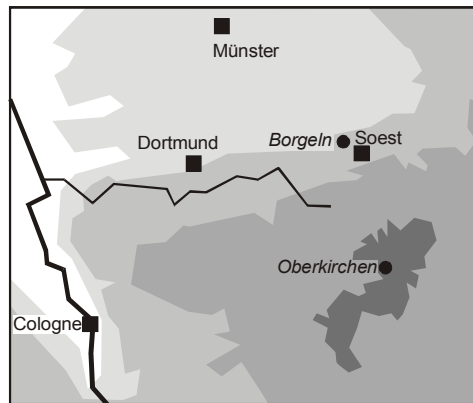 Münster
Dortmund
Borgeln
Soest
Oberkirchen
Cologne